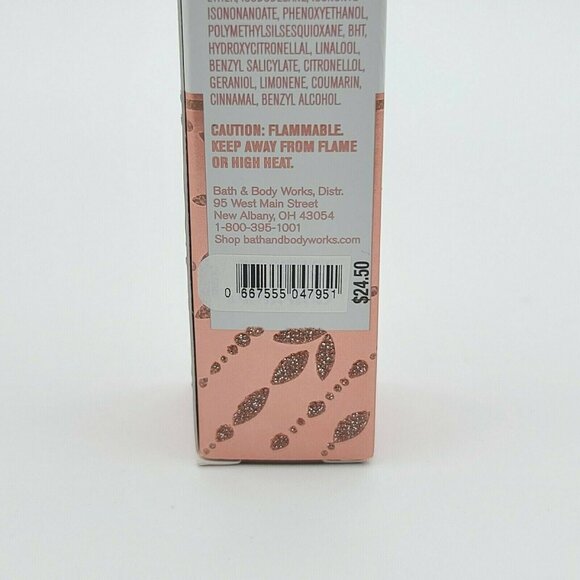 ISONONANOATE, PHENOXYETHANOL,
POLYMETHYLSILSESQUIOXANE, BHT,
HYDROXYCITRONELLAL, LINALOOL,
BENZYL SALICYLATE, CITRONELLOL,
GERANIOL, LIMONENE, COUMARIN,
CINNAMAL, BENZYL ALCOHOL.
CAUTION: FLAMMABLE.
KEEP AWAY FROM FLAME
OR HIGH HEAT.
Bath & Body Works, Distr.
95 West Main Street
New Albany, OH 43054
1-800-395-1001
Shop bathandbodyworks.com
0 667555 047951
$24.50